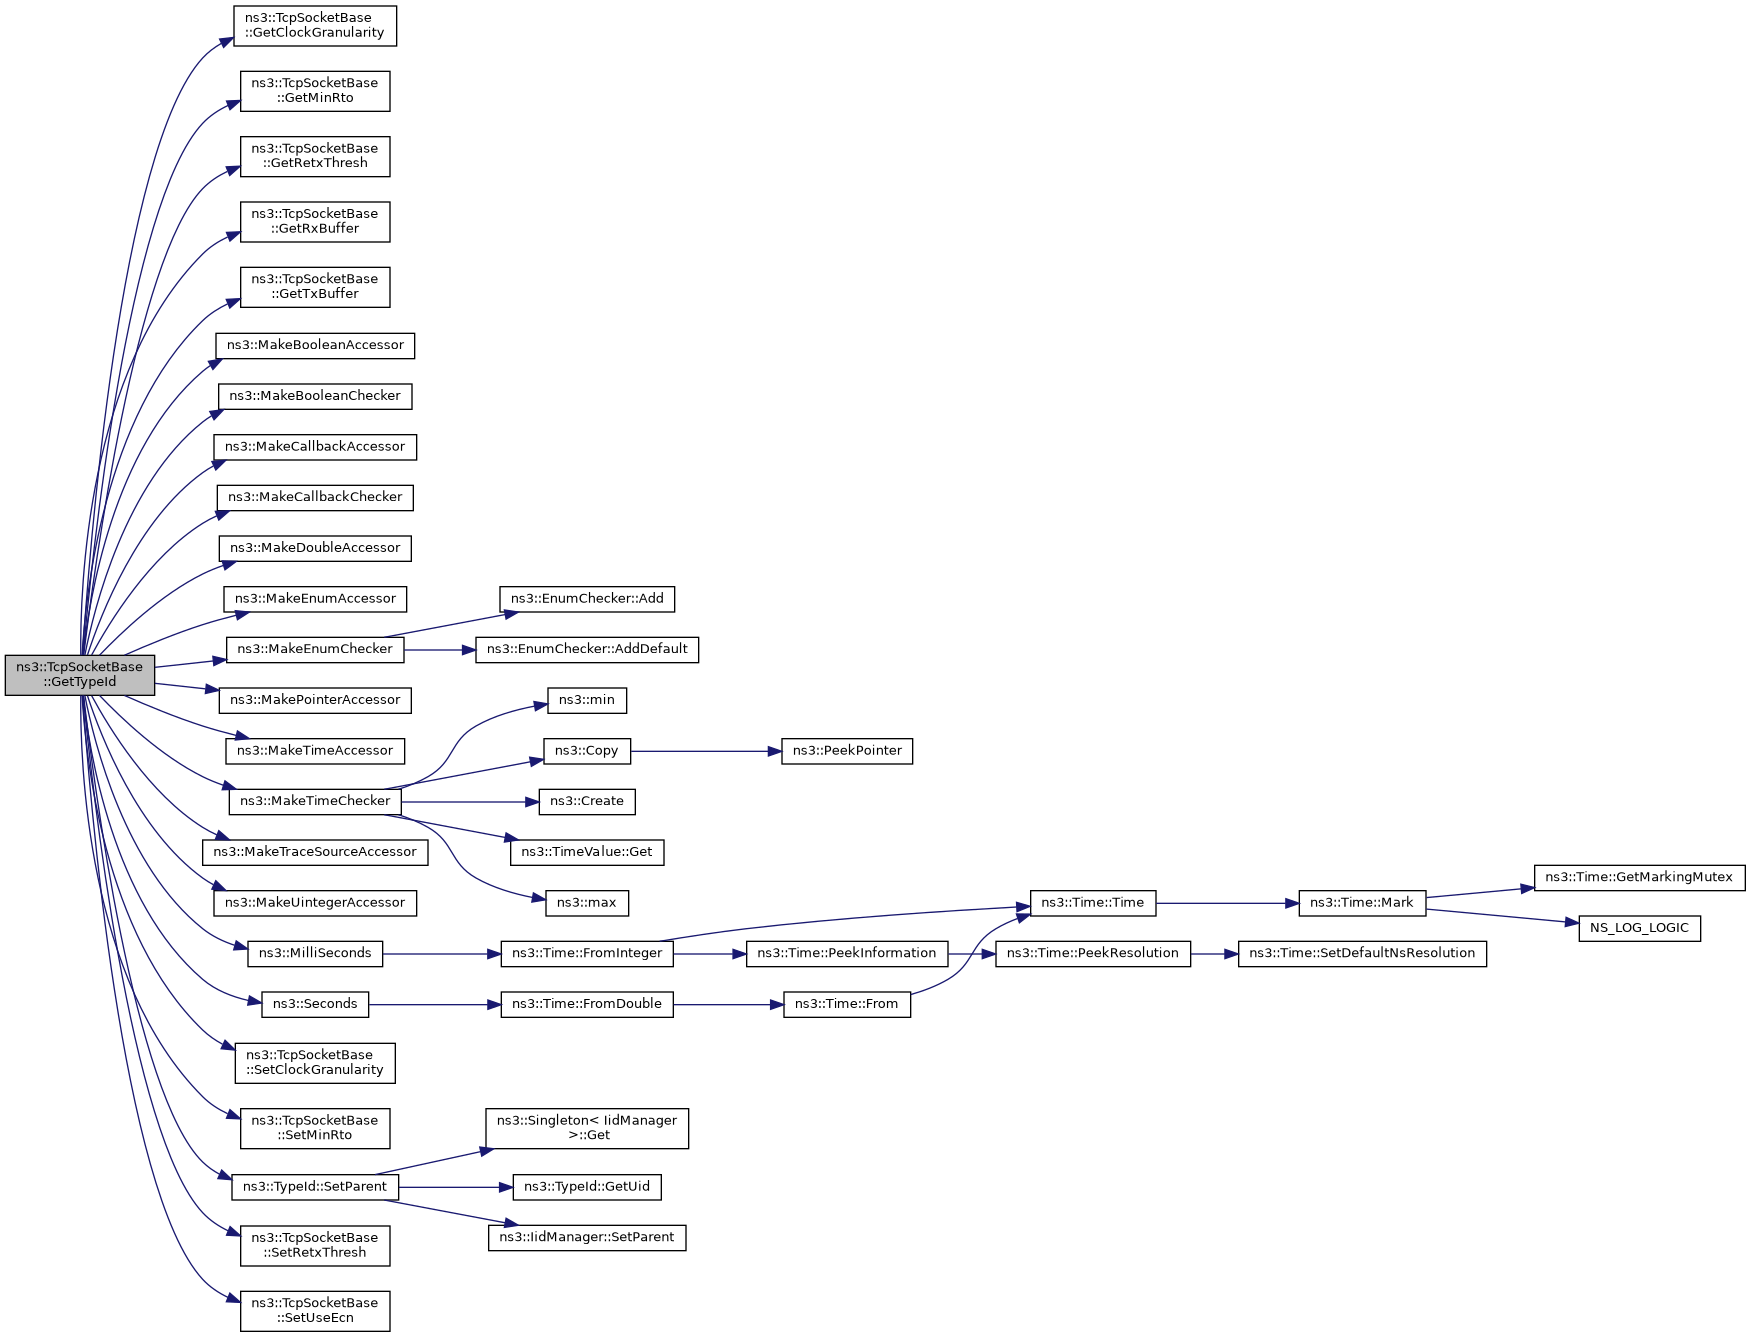 ns3::TcpSocketBase
::GetTypeId
ns3::TcpSocketBase
::GetClockGranularity
ns3::TcpSocketBase
::GetMinRto
ns3::TcpSocketBase
::GetRetxThresh
ns3::TcpSocketBase
::GetRxBuffer
ns3::TcpSocketBase
::GetTxBuffer
ns3::MakeBooleanAccessor
ns3::MakeBooleanChecker
ns3::MakeCallbackAccessor
ns3::MakeCallbackChecker
ns3::MakeDoubleAccessor
ns3::MakeEnumAccessor
ns3::MakeEnumChecker
ns3::EnumChecker::Add
ns3::EnumChecker::AddDefault
ns3::MakePointerAccessor
ns3::MakeTimeAccessor
ns3::MakeTimeChecker
ns3::min
ns3::Copy
ns3::PeekPointer
ns3::Create
ns3::TimeValue::Get
ns3::max
ns3::MakeTraceSourceAccessor
ns3::MakeUintegerAccessor
ns3::MilliSeconds
ns3::Time::FromInteger
ns3::Time::Time
ns3::Time::Mark
ns3::Time::GetMarkingMutex
NS_LOG_LOGIC
ns3::Time::PeekInformation
ns3::Time::PeekResolution
ns3::Time::SetDefaultNsResolution
ns3::Seconds
ns3::Time::FromDouble
ns3::Time::From
ns3::TcpSocketBase
::SetClockGranularity
ns3::TcpSocketBase
::SetMinRto
ns3::TypeId::SetParent
ns3::Singleton< IidManager
>::Get
ns3::TypeId::GetUid
ns3::IidManager::SetParent
ns3::TcpSocketBase
::SetRetxThresh
ns3::TcpSocketBase
::SetUseEcn